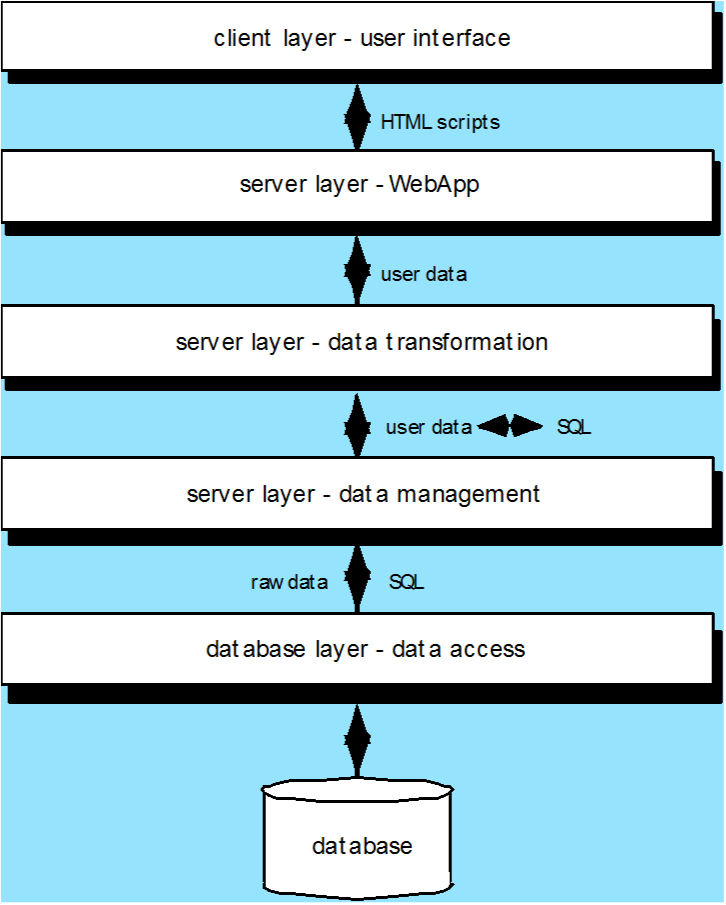 client layer - user interface
HTML scripts
server layer - WebApp
user data
server layer - data transformation
user data SQL
server layer - data management
raw data SQL
database layer - data access
database